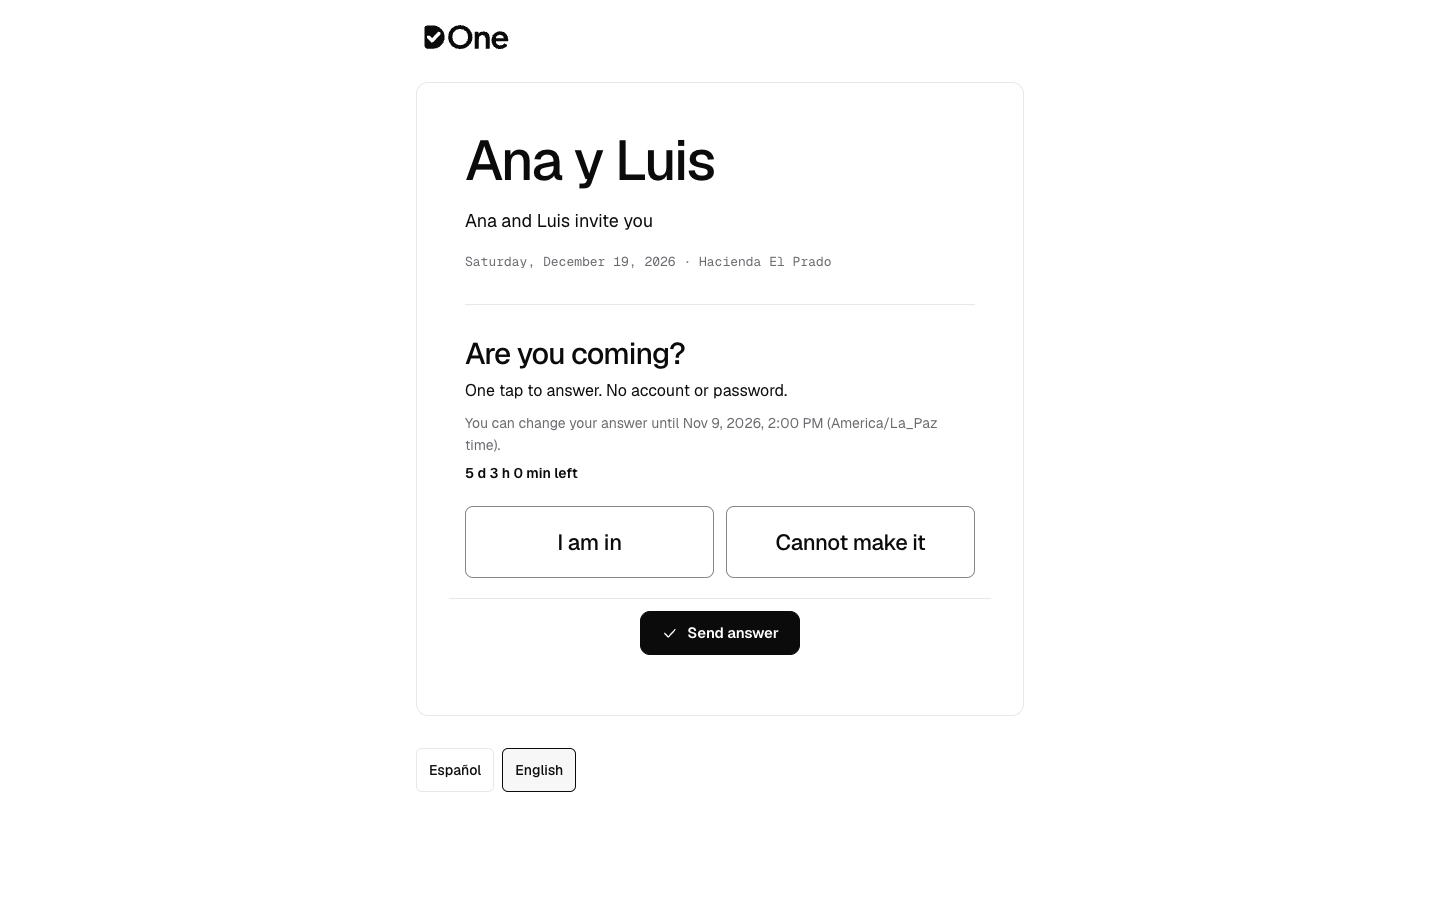 One
Ana y Luis
Ana and Luis invite you
Saturday, December 19, 2026 · Hacienda El Prado
Are you coming?
One tap to answer. No account or password.
You can change your answer until Nov 9, 2026, 2:00 PM (America/La_Paz
time).
5 d 3 h 0 min left
I am in
Cannot make it
Send answer
Español
English